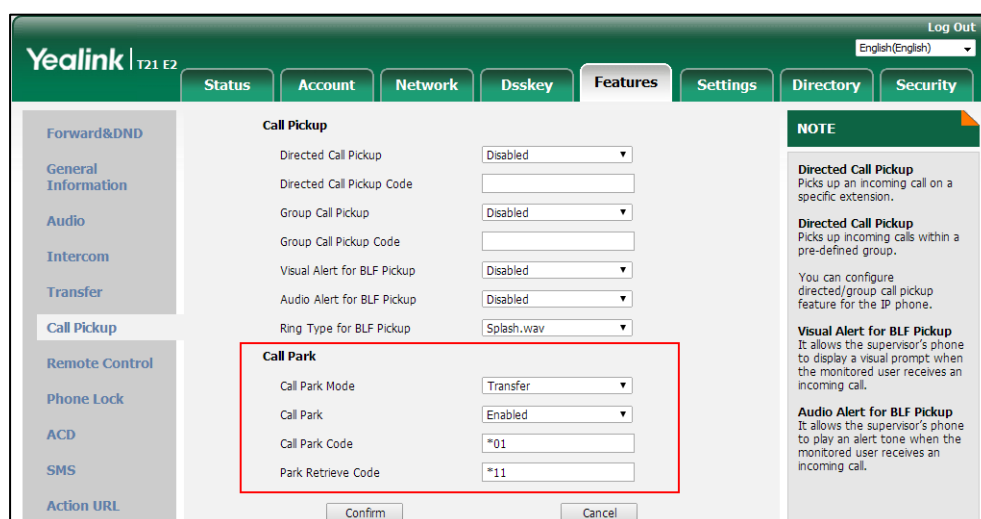 Log Out
English(English)
Yealink | T21 E2
Status Account Network Dsskey Features Settings Directory Security
Forward&DND
General
Information
Audio
Intercom
Transfer
Call Pickup
Remote Control
Phone Lock
ACD
SMS
Action URL
Call Pickup
Directed Call Pickup Disabled
Directed Call Pickup Code
Group Call Pickup Disabled
Group Call Pickup Code
Visual Alert for BLF Pickup Disabled
Audio Alert for BLF Pickup Disabled
Ring Type for BLF Pickup Splash.wav
Call Park
Call Park Mode Transfer
Call Park Enabled
Call Park Code *01
Park Retrieve Code *11
Confirm Cancel
NOTE
Directed Call Pickup
Picks up an incoming call on a
specific extension.
Directed Call Pickup
Picks up incoming calls within a
pre-defined group.
You can configure
directed/group call pickup
feature for the IP phone.
Visual Alert for BLF Pickup
It allows the supervisor's phone
to display a visual prompt when
the monitored user receives an
incoming call.
Audio Alert for BLF Pickup
It allows the supervisor's phone
to play an alert tone when the
monitored user receives an
incoming call.